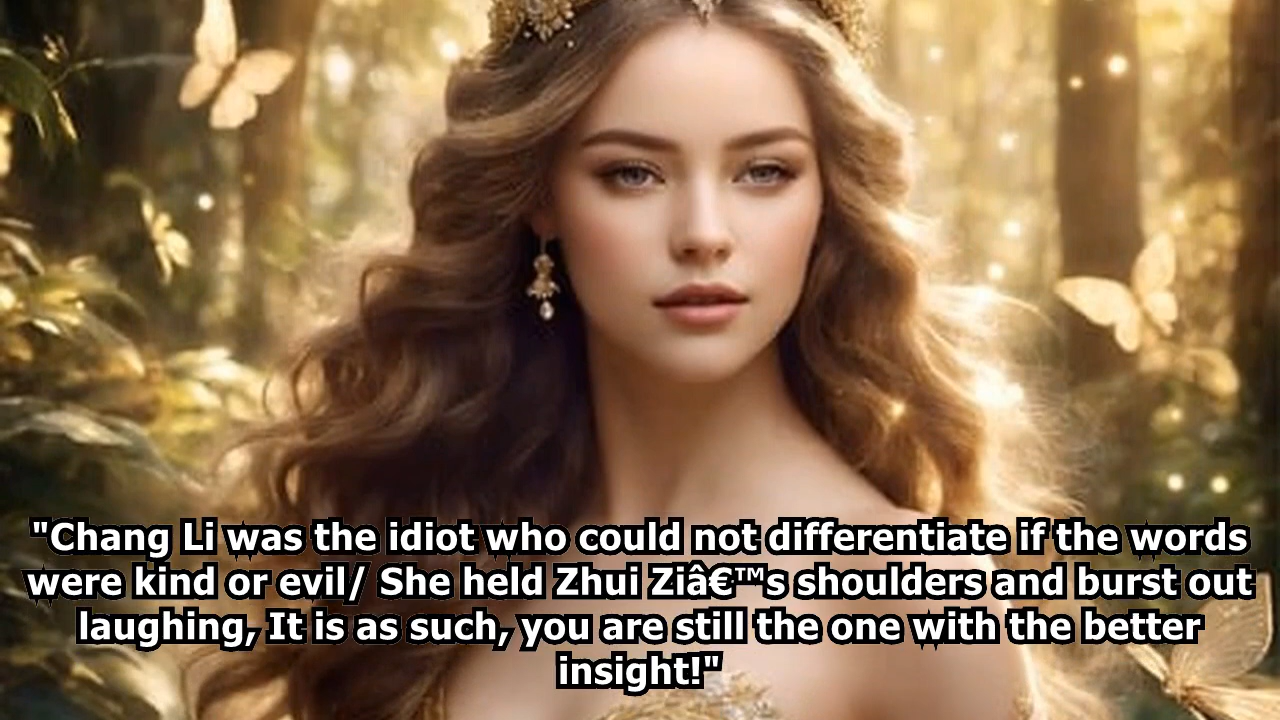 "Chang Li was the idiot who could not differentiate if the words
were kind or evil/ She held Zhui Ziâ€™s shoulders and burst out
laughing, It is as such, you are still the one with the better
insight!"